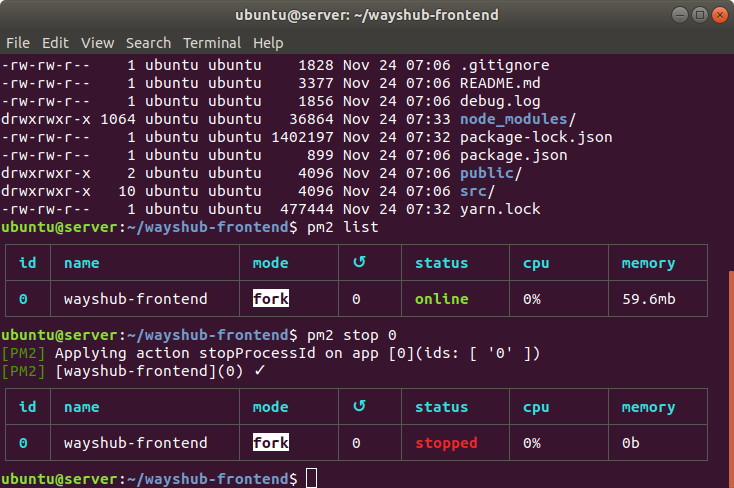 ubuntu@server: ~/wayshub-frontend
File Edit View Search Terminal Help
-rw-rw-r-- 1 ubuntu ubuntu 1828 Nov 24 07:06 .gitignore
-rw-rw-r-- 1 ubuntu ubuntu 3377 Nov 24 07:06 README.md
-rw-rw-r-- 1 ubuntu ubuntu 1856 Nov 24 07:06 debug.log
drwxrwxr-x 1064 ubuntu ubuntu 36864 Nov 24 07:33 node_modules/
-rw-rw-r-- 1 ubuntu ubuntu 1402197 Nov 24 07:32 package-lock.json
-rw-rw-r-- 1 ubuntu ubuntu 899 Nov 24 07:06 package.json
drwxrwxr-x 2 ubuntu ubuntu 4096 Nov 24 07:06 public/
drwxrwxr-x 10 ubuntu ubuntu 4096 Nov 24 07:06 src/
-rw-rw-r-- 1 ubuntu ubuntu 477444 Nov 24 07:32 yarn.lock
ubuntu@server:~/wayshub-frontend$ pm2 list
id name mode ↺ status cpu memory
0 wayshub-frontend fork 0 online 0% 59.6mb
ubuntu@server:~/wayshub-frontend$ pm2 stop 0
[PM2] Applying action stopProcessId on app [0](ids: [ '0' ])
[PM2] [wayshub-frontend](0) ✓
id name mode ↺ status cpu memory
0 wayshub-frontend fork 0 stopped 0% 0b
ubuntu@server:~/wayshub-frontend$